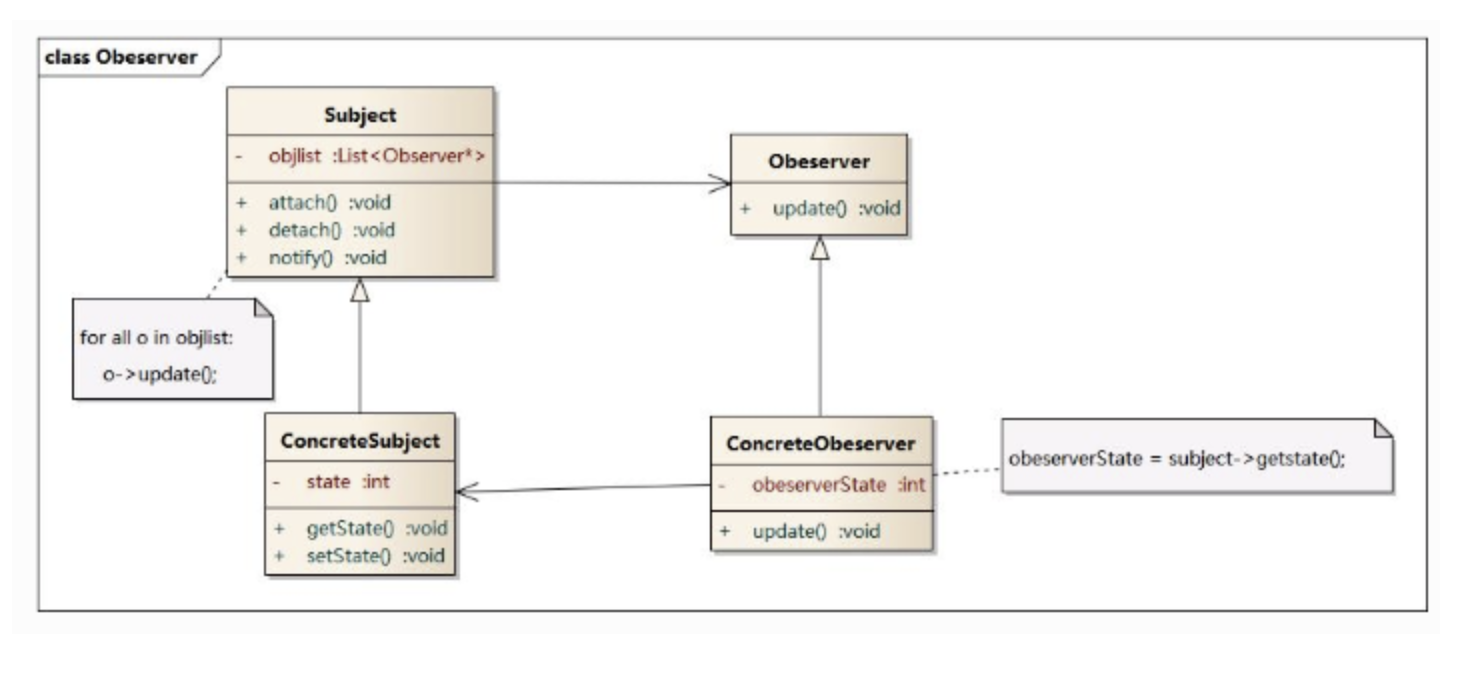 class Obeserver
Subject
- objlist :List<Observer*>
+ attach() :void
+ detach() :void
+ notify() :void
Obeserver
+ update() :void
for all o in objlist:
o->update();
ConcreteSubject
- state :int
+ getState() :void
+ setState() :void
ConcreteObeserver
- obeserverState :int
+ update() :void
obeserverState = subject->getstate();